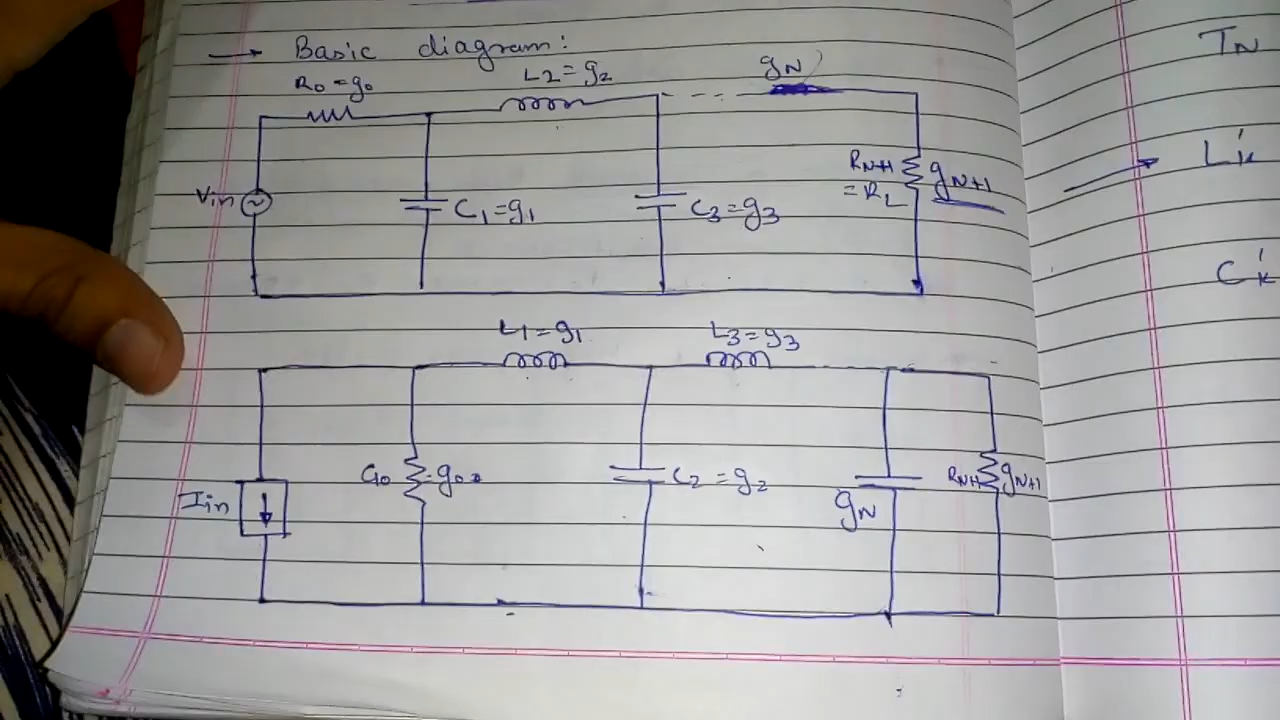 → Basic diagram:
R0 = g0
L2 = g2
gN
Vin
C1 = g1
C3 = g3
RN+1 = RL
gN+1
L1 = g1
L3 = g3
Iin
G0 = g0
C2 = g2
gN
RN+1
gN+1
TN
L'k
C'k